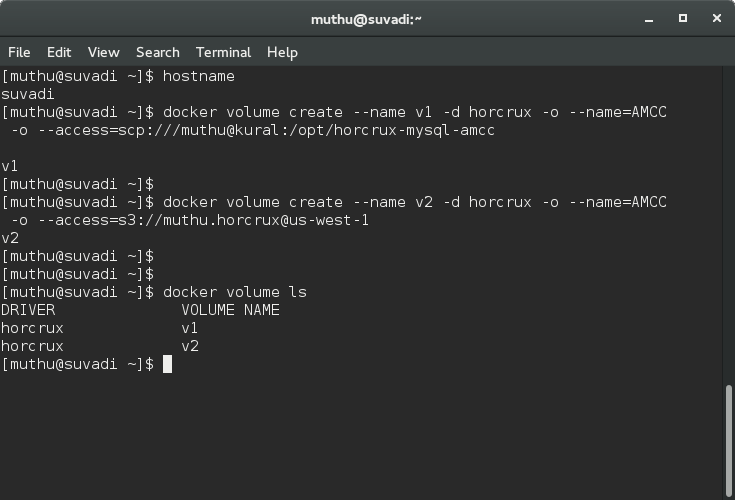 muthu@suvadi:~
File Edit View Search Terminal Help
[muthu@suvadi ~]$ hostname
suvadi
[muthu@suvadi ~]$ docker volume create --name v1 -d horcrux -o --name=AMCC
-o --access=scp:///muthu@kural:/opt/horcrux-mysql-amcc
v1
[muthu@suvadi ~]$
[muthu@suvadi ~]$ docker volume create --name v2 -d horcrux -o --name=AMCC
-o --access=s3://muthu.horcrux@us-west-1
v2
[muthu@suvadi ~]$
[muthu@suvadi ~]$
[muthu@suvadi ~]$ docker volume ls
DRIVER VOLUME NAME
horcrux v1
horcrux v2
[muthu@suvadi ~]$